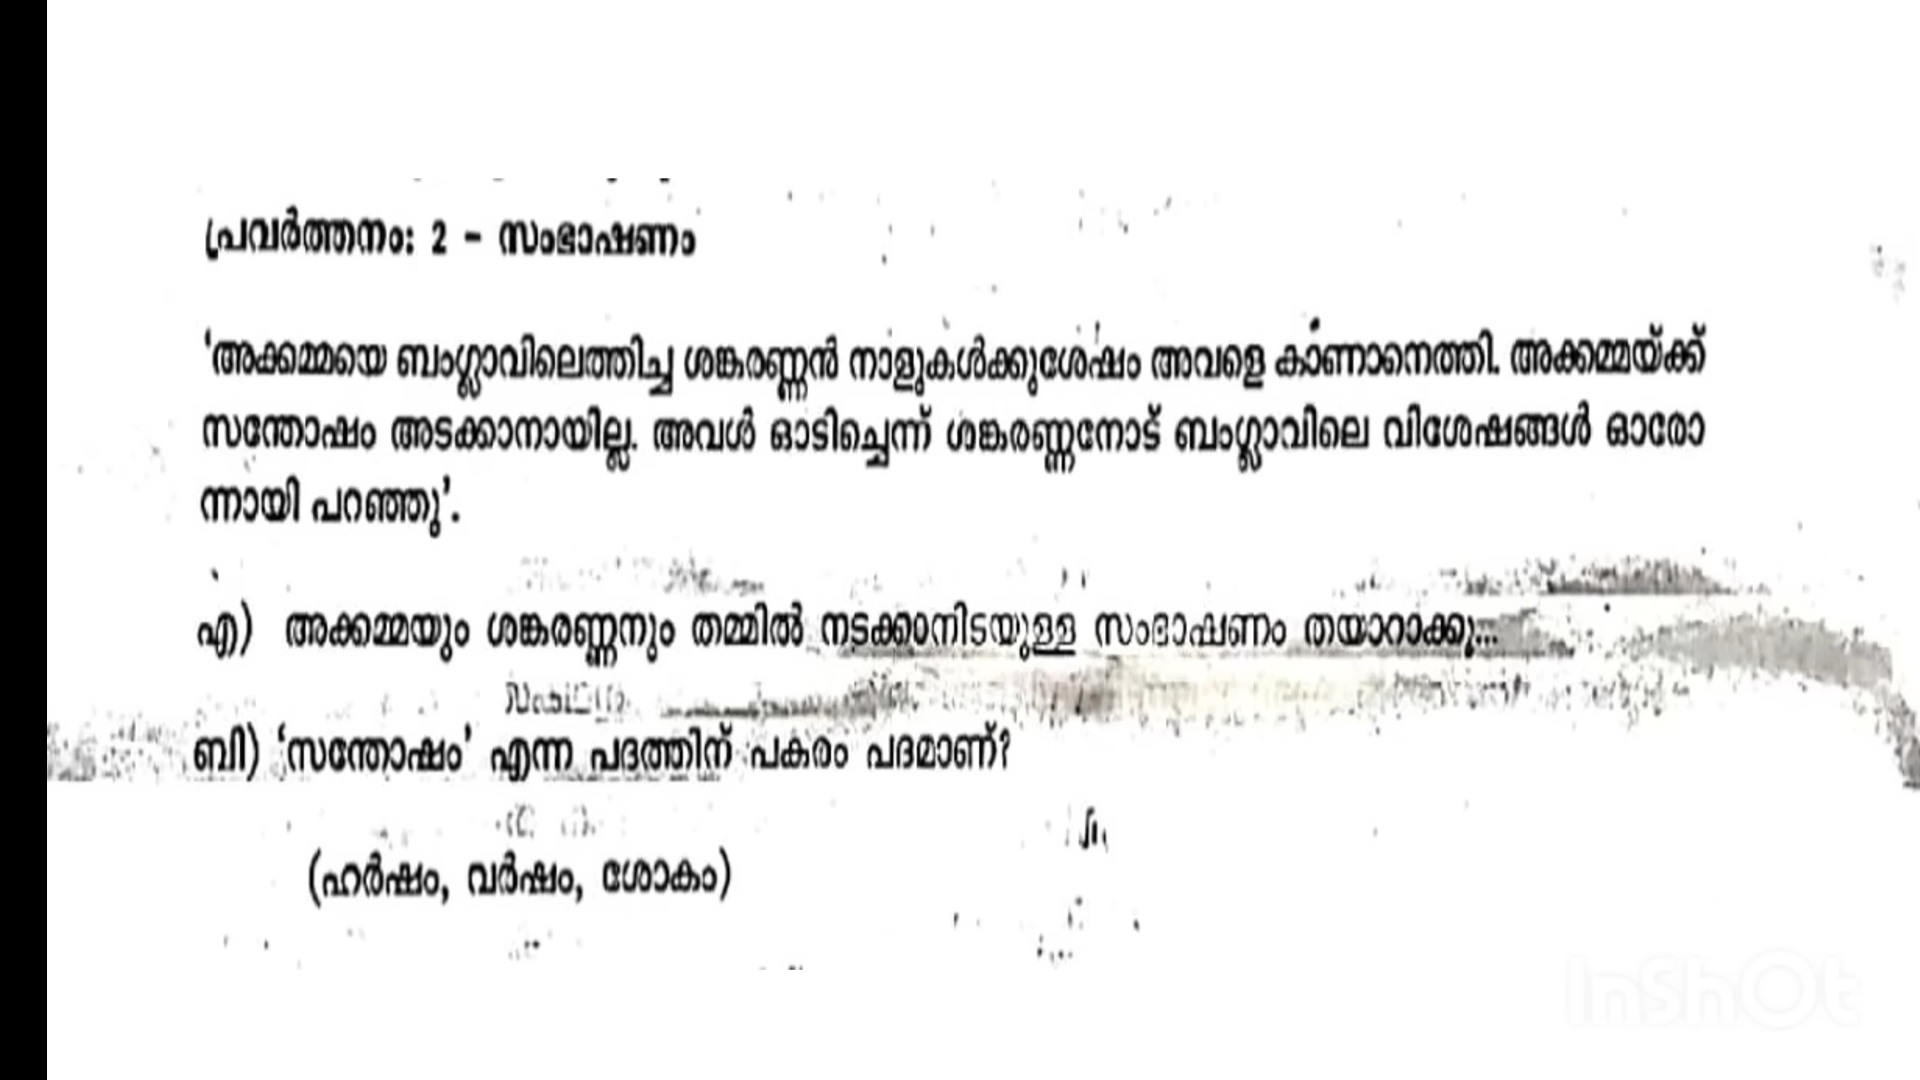 പ്രവർത്തനം: 2 - സംഭാഷണം
'അക്കമ്മയെ ബംഗ്ലാവിലെത്തിച്ച ശങ്കരണ്ണൻ നാളുകൾക്കുശേഷം അവളെ കാണാനെത്തി. അക്കമ്മയ്ക്ക്
സന്തോഷം അടക്കാനായില്ല. അവൾ ഓടിച്ചെന്ന് ശങ്കരണ്ണനോട് ബംഗ്ലാവിലെ വിശേഷങ്ങൾ ഓരോ
ന്നായി പറഞ്ഞു'.
എ) അക്കമ്മയും ശങ്കരണ്ണനും തമ്മിൽ നടക്കാനിടയുള്ള സംഭാഷണം തയാറാക്കൂ...
ബി) 'സന്തോഷം' എന്ന പദത്തിന് പകരം പദമാണ്?
(ഹർഷം, വർഷം, ശോകം)
InShOt